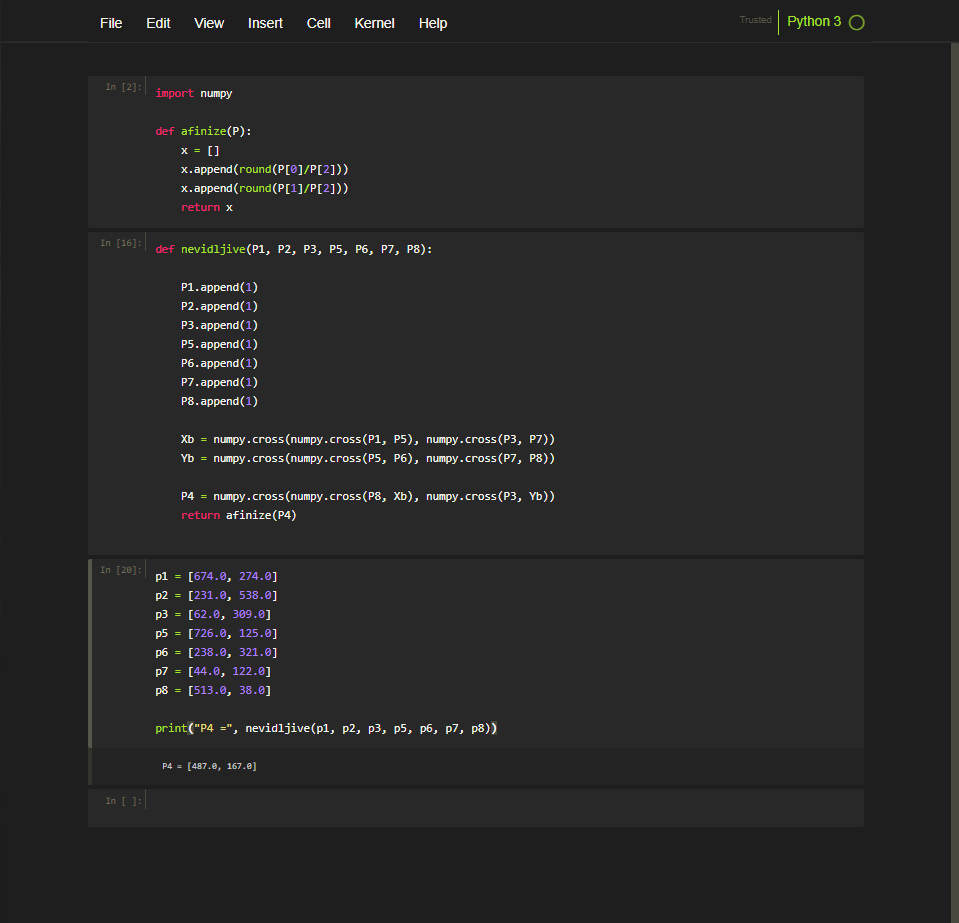 File Edit View Insert Cell Kernel Help Trusted Python 3
In [2]: import numpy
def afinize(P):
x = []
x.append(round(P[0]/P[2]))
x.append(round(P[1]/P[2]))
return x
In [16]: def nevidljive(P1, P2, P3, P5, P6, P7, P8):
P1.append(1)
P2.append(1)
P3.append(1)
P5.append(1)
P6.append(1)
P7.append(1)
P8.append(1)
Xb = numpy.cross(numpy.cross(P1, P5), numpy.cross(P3, P7))
Yb = numpy.cross(numpy.cross(P5, P6), numpy.cross(P7, P8))
P4 = numpy.cross(numpy.cross(P8, Xb), numpy.cross(P3, Yb))
return afinize(P4)
In [20]: p1 = [674.0, 274.0]
p2 = [231.0, 538.0]
p3 = [62.0, 309.0]
p5 = [726.0, 125.0]
p6 = [238.0, 321.0]
p7 = [44.0, 122.0]
p8 = [513.0, 38.0]
print("P4 =", nevidljive(p1, p2, p3, p5, p6, p7, p8))
P4 = [487.0, 167.0]
In [ ]: